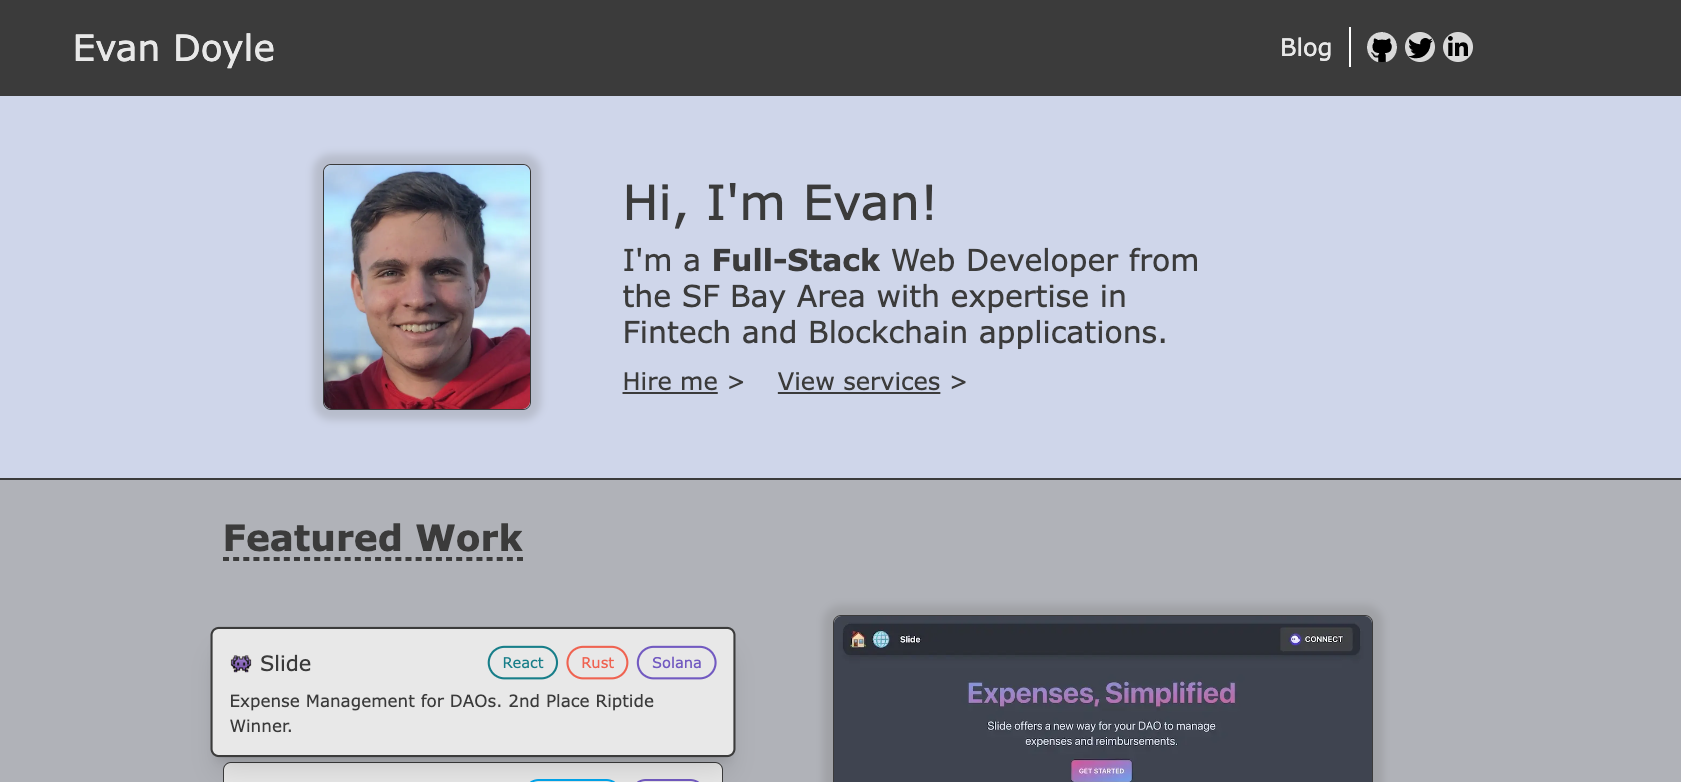 Evan Doyle
Blog
in
Hi, I'm Evan!
I'm a Full-Stack Web Developer from
the SF Bay Area with expertise in
Fintech and Blockchain applications.
Hire me > View services >
Featured Work
Slide
React Rust Solana
Expense Management for DAOs. 2nd Place Riptide
Winner.
Slide
CONNECT
Expenses, Simplified
Slide offers a new way for your DAO to manage
expenses and reimbursements.
GET STARTED